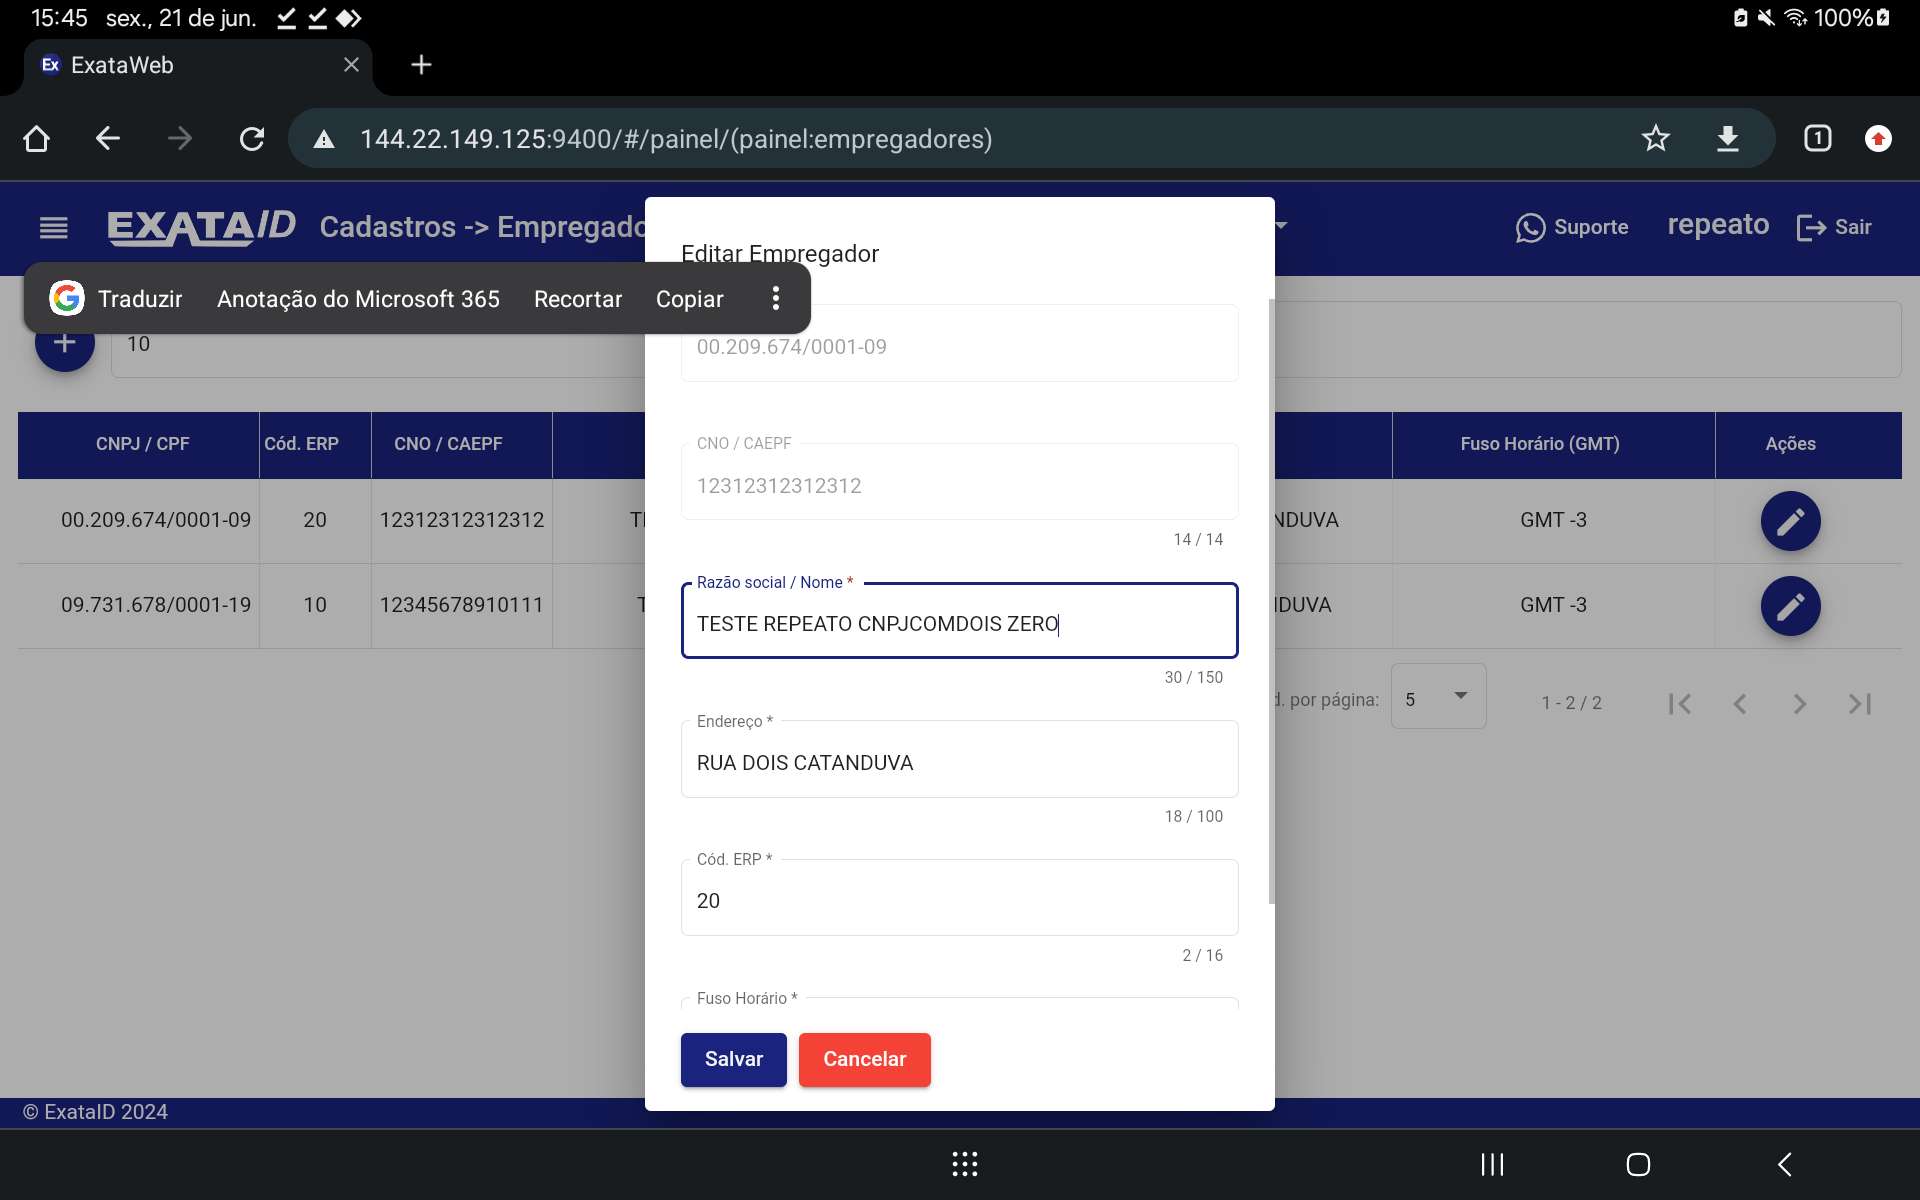 15:45 sex., 21 de jun. 100%
Ex ExataWeb
144.22.149.125:9400/#/painel/(painel:empregadores)
1
EXATAID Cadastros -> Empregado Suporte repeato Sair
Editar Empregador
G Traduzir Anotação do Microsoft 365 Recortar Copiar
10
00.209.674/0001-09
CNPJ / CPF Cód. ERP CNO / CAEPF Fuso Horário (GMT) Ações
CNO / CAEPF
12312312312312
14 / 14
00.209.674/0001-09 20 12312312312312 NDUVA GMT -3
Razão social / Nome *
TESTE REPEATO CNPJCOMDOIS ZERO
30 / 150
09.731.678/0001-19 10 12345678910111 DUVA GMT -3
d. por página: 5 1 - 2 / 2
Endereço *
RUA DOIS CATANDUVA
18 / 100
Cód. ERP *
20
2 / 16
Fuso Horário *
Salvar Cancelar
© ExataID 2024